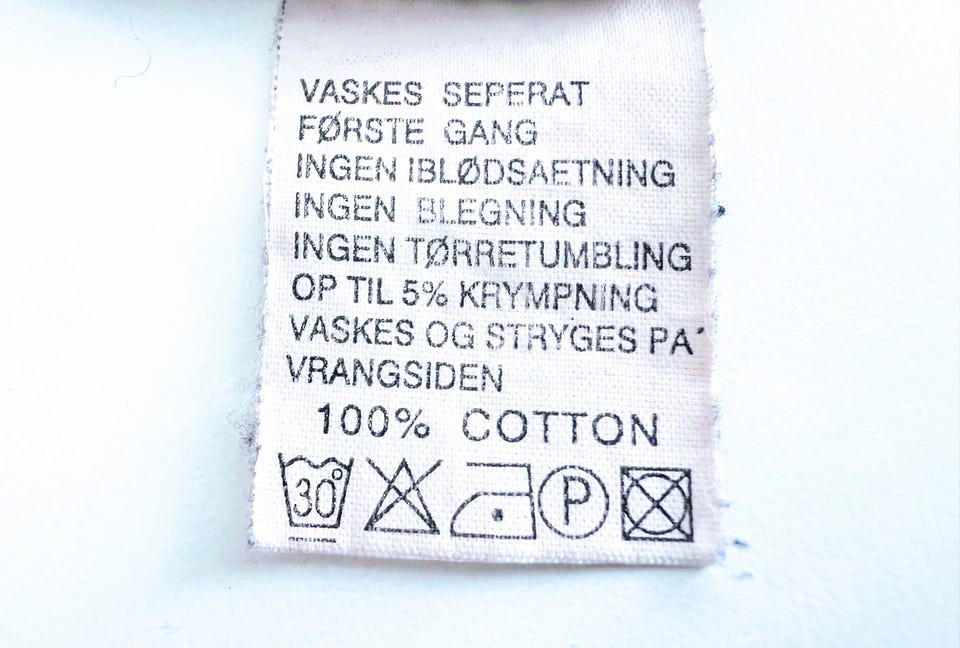 VASKES SEPERAT
FØRSTE GANG
INGEN IBLØDSAETNING
INGEN BLEGNING
INGEN TØRRETUMBLING
OP TIL 5% KRYMPNING
VASKES OG STRYGES PA´
VRANGSIDEN
100% COTTON
30° P